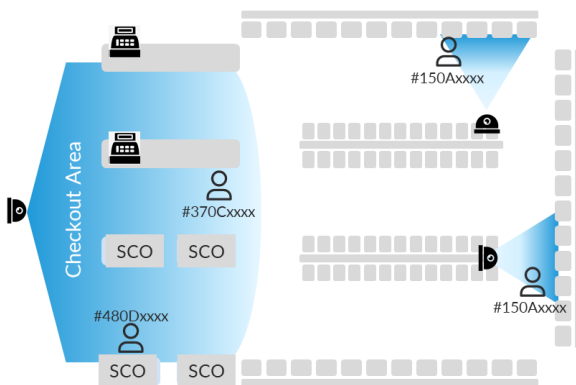 #150Axxxx
Checkout Area
#370Cxxxx
SCO SCO
#150Axxxx
#480Dxxxx
SCO SCO